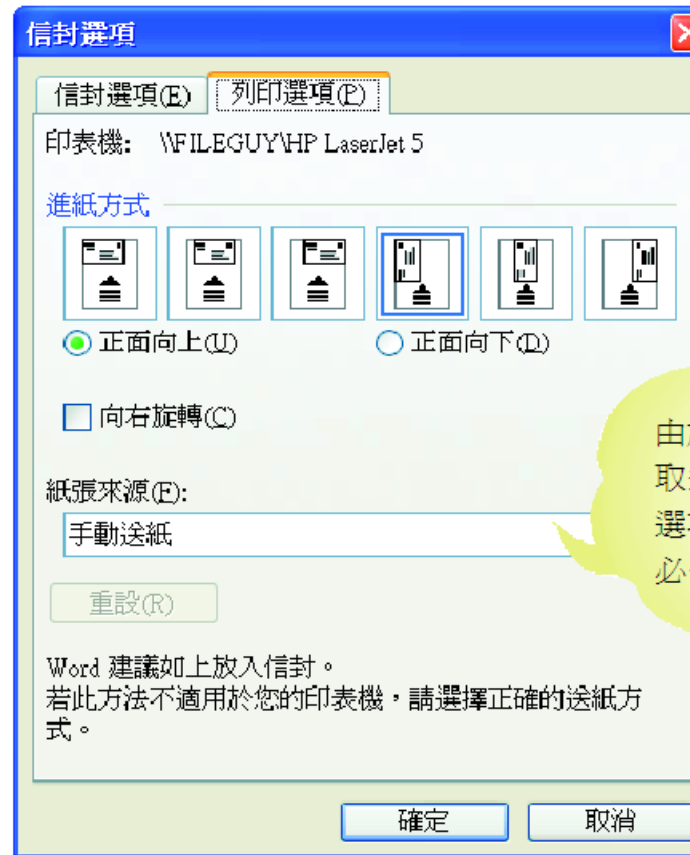 信封選項
信封選項(E) 列印選項(P)
印表機: \\FILEGUY\HP LaserJet 5
進紙方式
正面向上(U) 正面向下(D)
向右旋轉(C)
紙張來源(F):
手動送紙
由
取
選
必
重設(R)
Word 建議如上放入信封。
若此方法不適用於您的印表機，請選擇正確的送紙方
式。
確定 取消